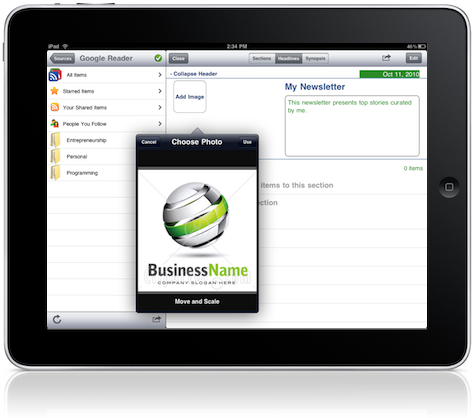 iPad
2:34 PM
46%
Sources
Google Reader
Close
Sections
Headlines
Synopsis
Edit
All Items
Starred Items
Your Shared Items
People You Follow
Entrepreneurship
Personal
Programming
- Collapse Header
Oct 11, 2010
Add Image
My Newsletter
This newsletter presents top stories curated
by me.
0 items
items to this section
ction
Cancel
Choose Photo
Use
BusinessName
COMPANY SLOGAN HERE
Move and Scale